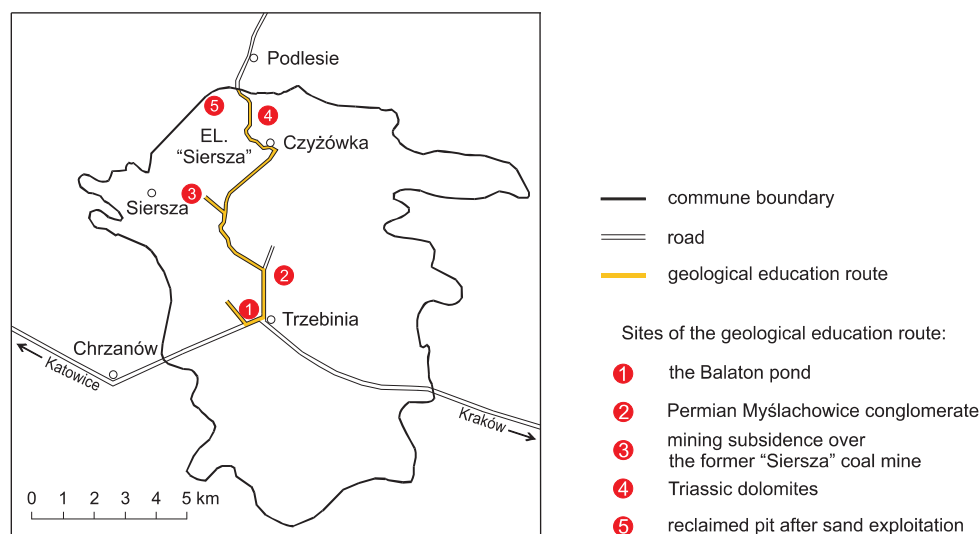 Podlesie
5
4
EL.
“Siersza”
Czyżówka
3
Siersza
2
1
Trzebinia
Chrzanów
Katowice
Kraków
0 1 2 3 4 5 km
commune boundary
road
geological education route
Sites of the geological education route:
1 the Balaton pond
2 Permian Myślachowice conglomerate
3 mining subsidence over
the former “Siersza” coal mine
4 Triassic dolomites
5 reclaimed pit after sand exploitation